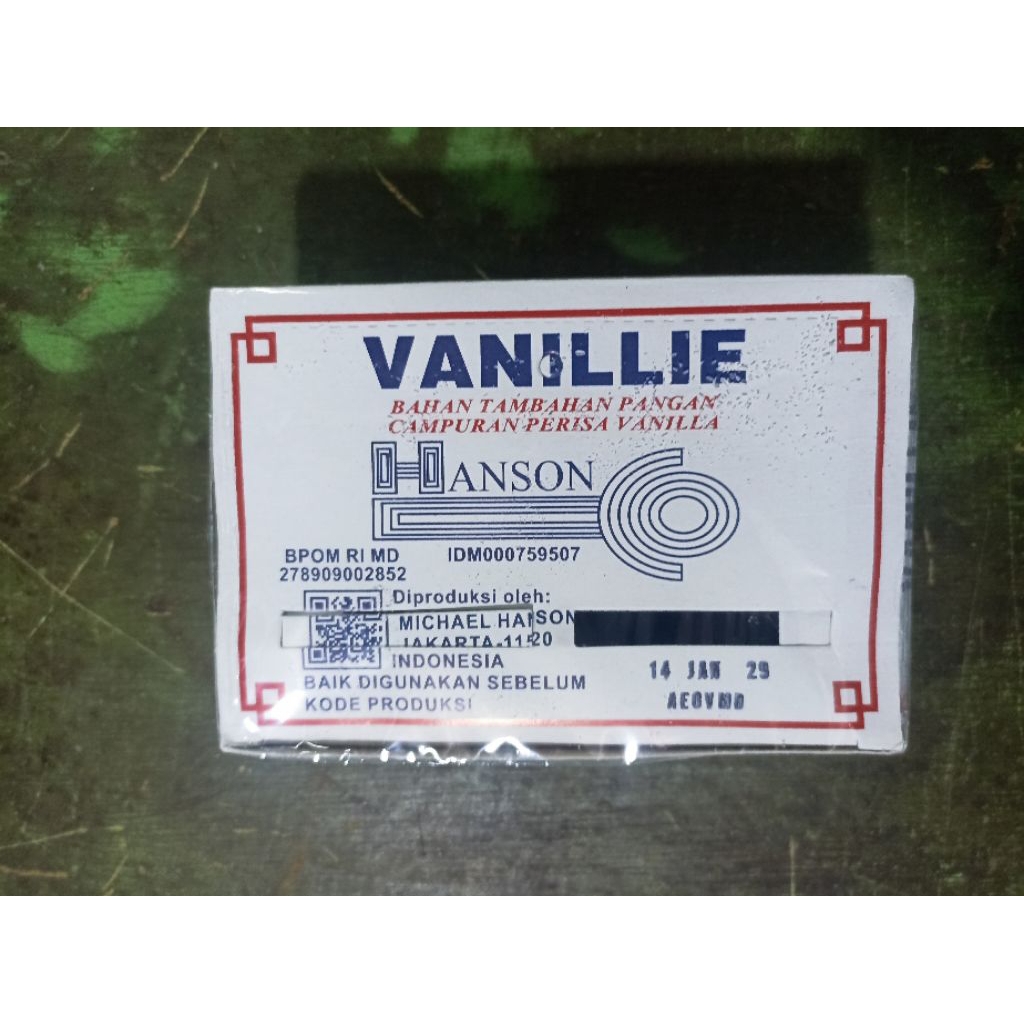 VANILLIE
BAHAN TAMBAHAN PANGAN
CAMPURAN PERISA VANILLA
HANSON
BPOM RI MD IDM000759507
278909002852
Diproduksi oleh:
MICHAEL HANSON
JAKARTA-11520
INDONESIA
BAIK DIGUNAKAN SEBELUM 14 JAN 29
KODE PRODUKSI